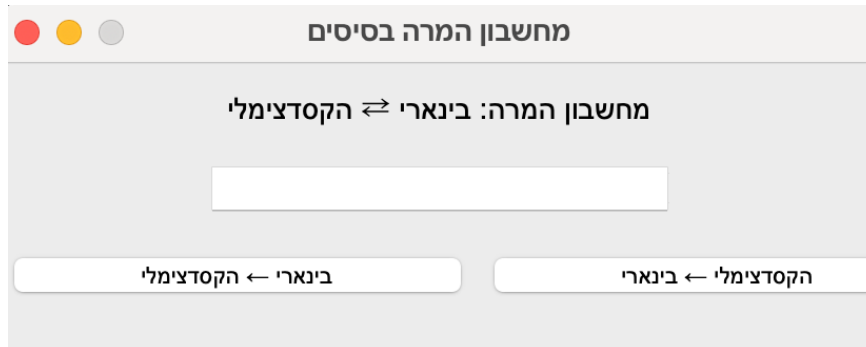 מחשבון המרה בסיסים
מחשבון המרה: בינארי ⇄ הקסדצימלי
הקסדצימלי ← בינארי
בינארי ← הקסדצימלי